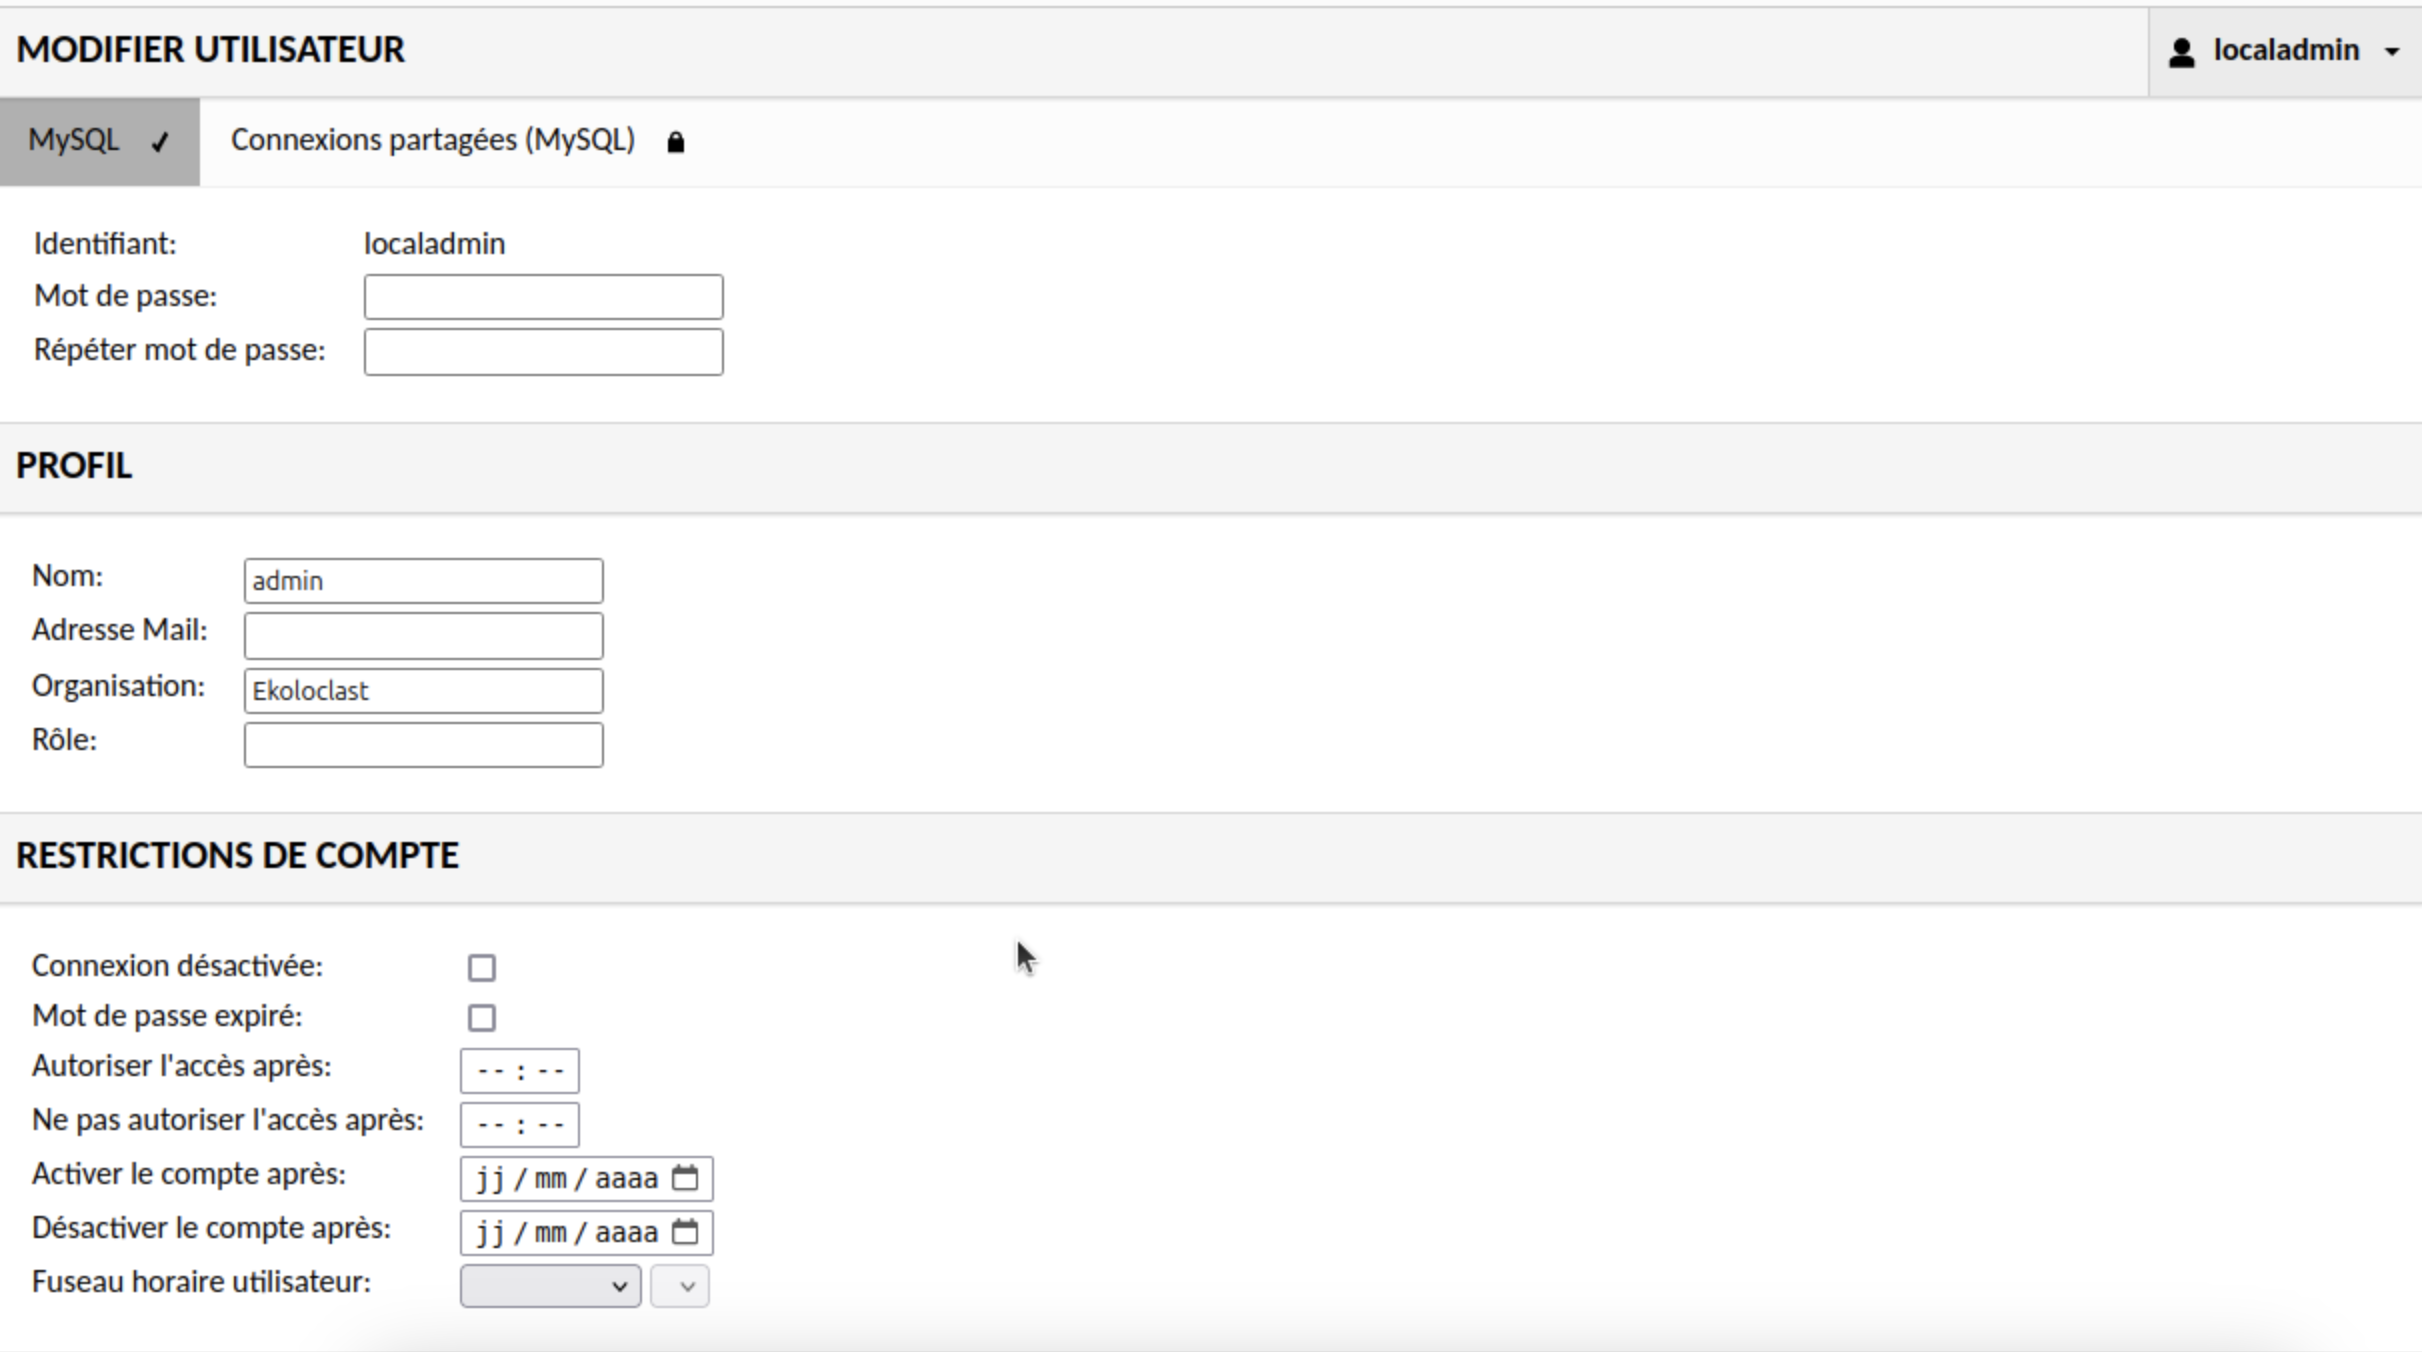 MODIFIER UTILISATEUR
localadmin
MySQL ✓ Connexions partagées (MySQL)
Identifiant: localadmin
Mot de passe:
Répéter mot de passe:
PROFIL
Nom: admin
Adresse Mail:
Organisation: Ekoloclast
Rôle:
RESTRICTIONS DE COMPTE
Connexion désactivée:
Mot de passe expiré:
Autoriser l'accès après: --:--
Ne pas autoriser l'accès après: --:--
Activer le compte après: jj/mm/aaaa
Désactiver le compte après: jj/mm/aaaa
Fuseau horaire utilisateur: